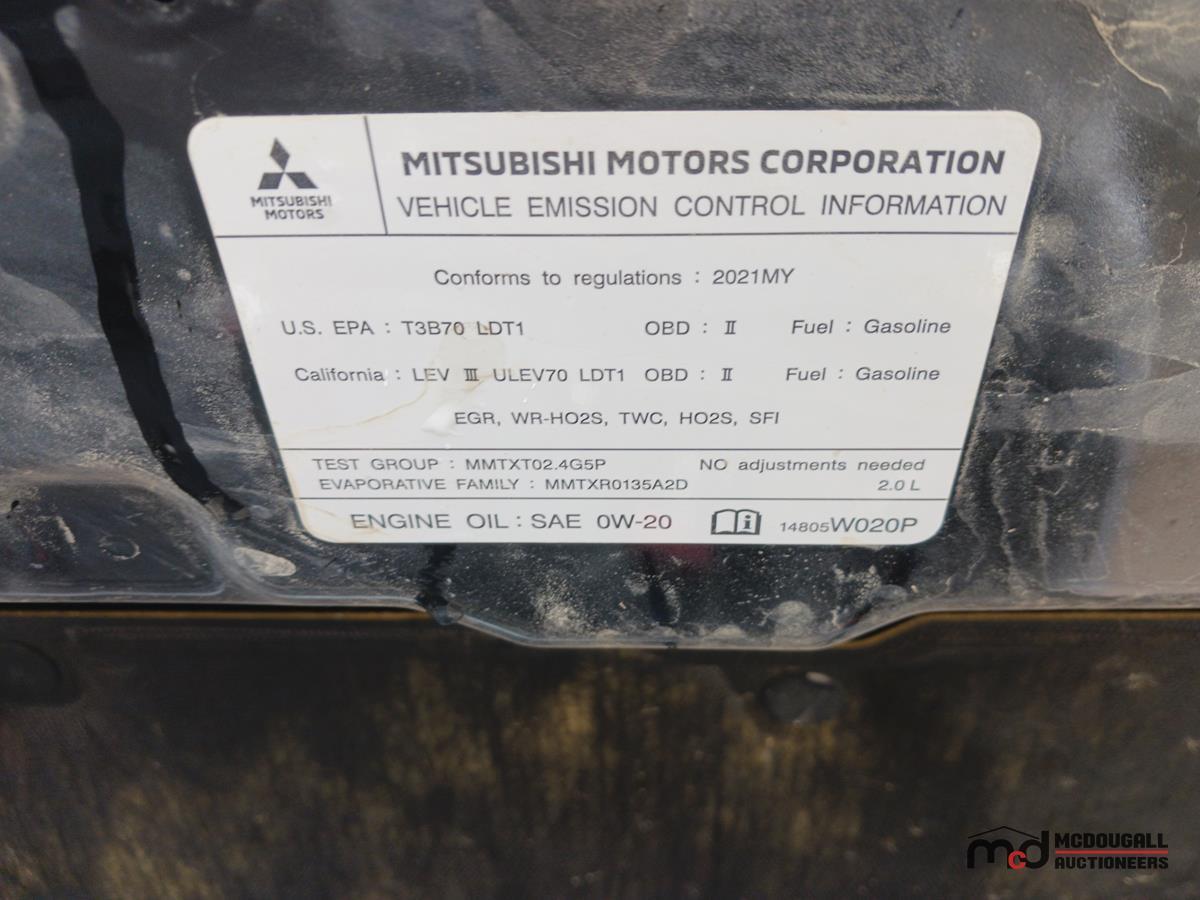 MITSUBISHI
MOTORS
MITSUBISHI MOTORS CORPORATION
VEHICLE EMISSION CONTROL INFORMATION
Conforms to regulations : 2021MY
U.S. EPA : T3B70 LDT1 OBD : Ⅱ Fuel : Gasoline
California : LEV Ⅲ ULEV70 LDT1 OBD : Ⅱ Fuel : Gasoline
EGR, WR-HO2S, TWC, HO2S, SFI
TEST GROUP : MMTXT02.4G5P NO adjustments needed
EVAPORATIVE FAMILY : MMTXR0135A2D 2.0 L
ENGINE OIL : SAE 0W-20 14805W020P
mcd MCDOUGALL
AUCTIONEERS